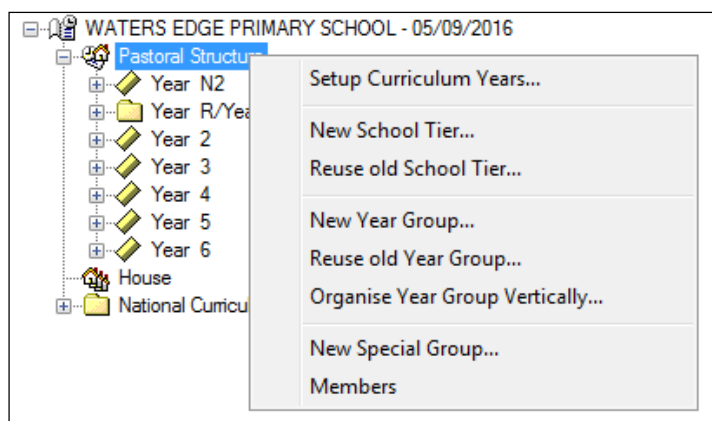 WATERS EDGE PRIMARY SCHOOL - 05/09/2016
Pastoral Structure
Year N2
Year R/Yea
Year 2
Year 3
Year 4
Year 5
Year 6
House
National Curricul
Setup Curriculum Years...
New School Tier...
Reuse old School Tier...
New Year Group...
Reuse old Year Group...
Organise Year Group Vertically...
New Special Group...
Members